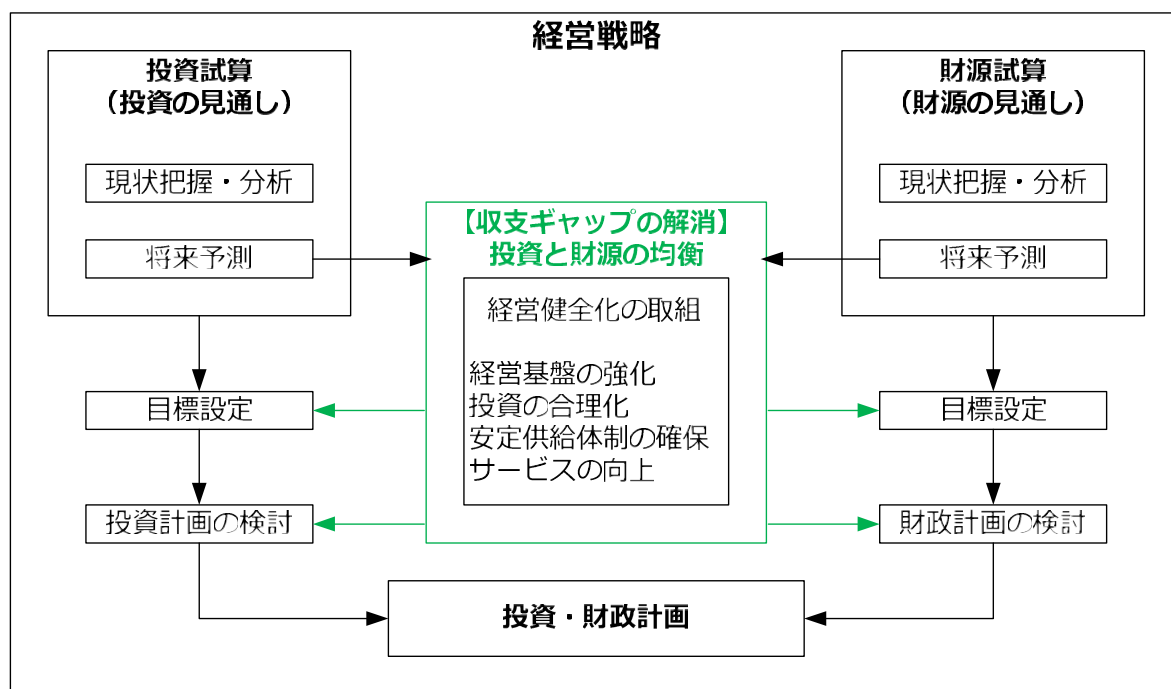 経営戦略
投資試算
（投資の見通し）
現状把握・分析
将来予測
目標設定
投資計画の検討
【収支ギャップの解消】
投資と財源の均衡
経営健全化の取組
経営基盤の強化
投資の合理化
安定供給体制の確保
サービスの向上
財源試算
（財源の見通し）
現状把握・分析
将来予測
目標設定
財政計画の検討
投資・財政計画